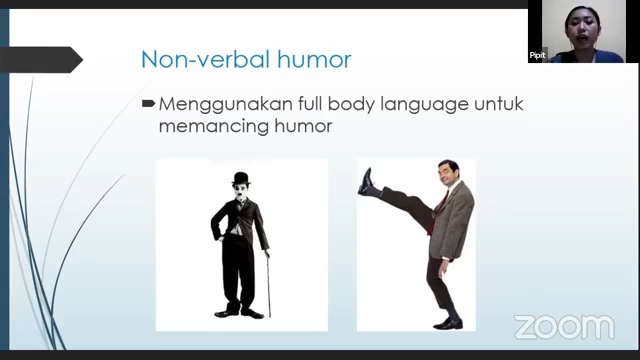 Non-verbal humor
Menggunakan full body language untuk
memancing humor
Pipit
zoom